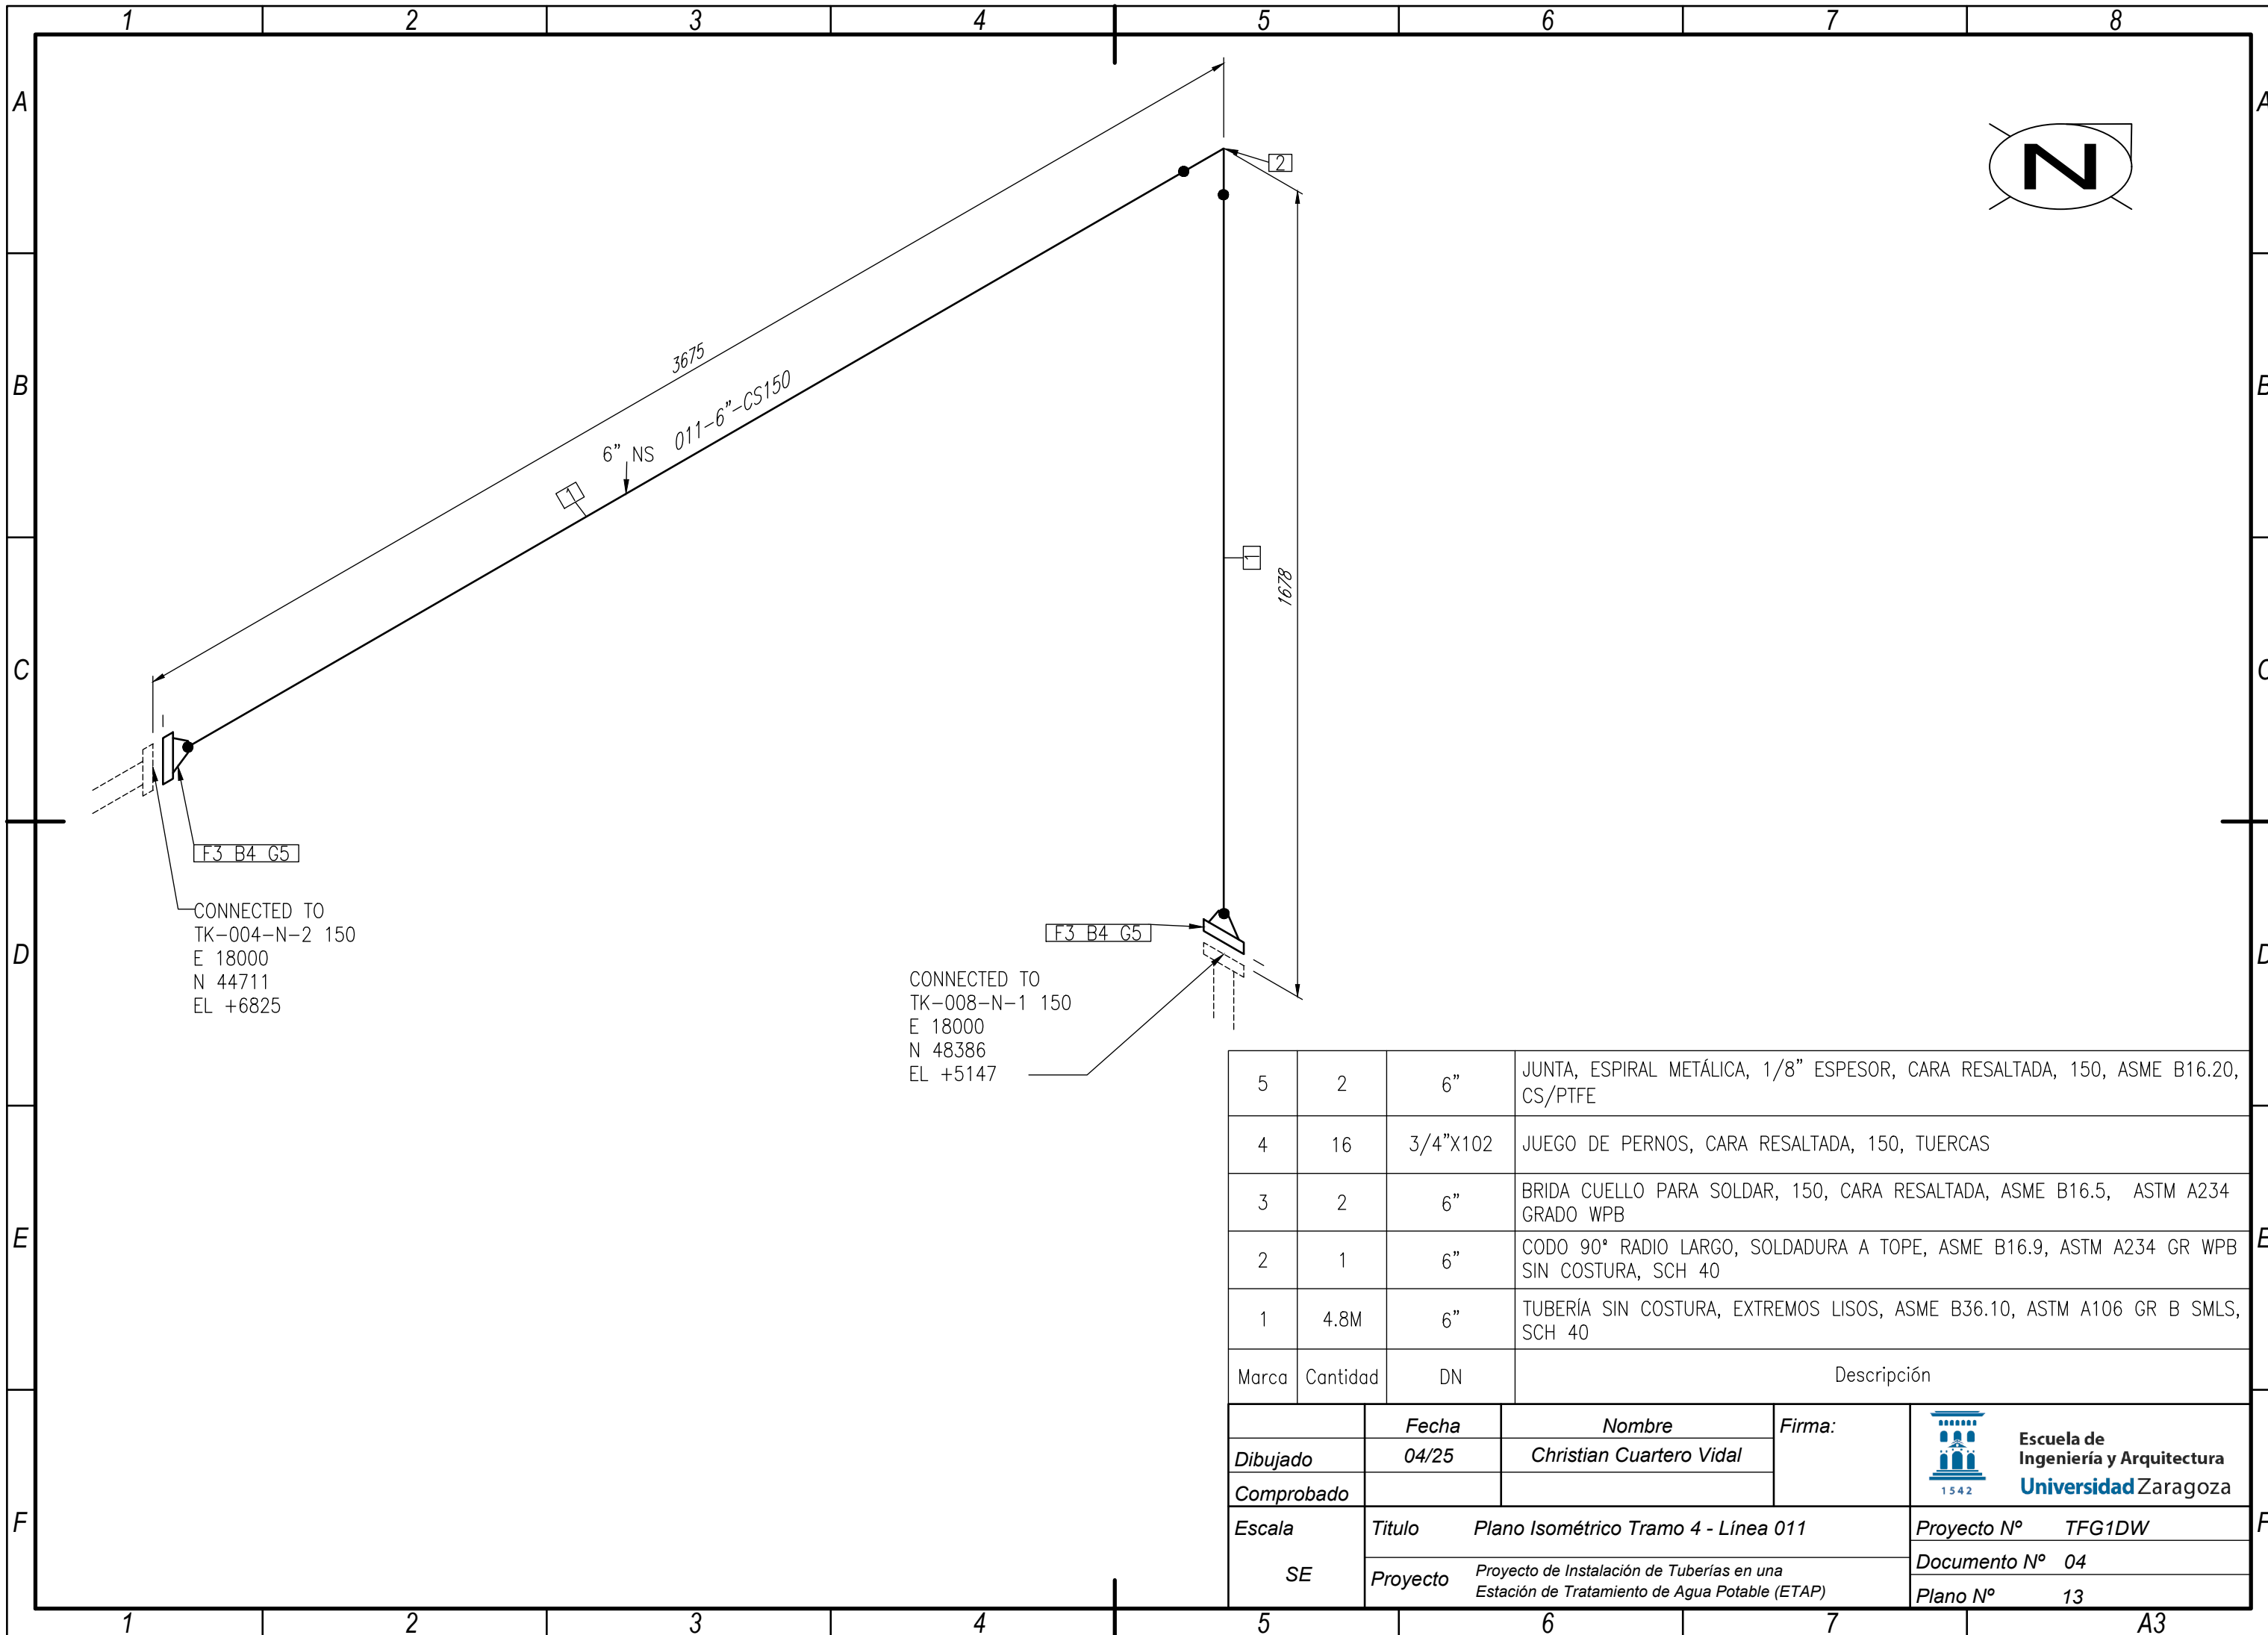 1 2 3 4 5 6 7 8
A A
B B
C C
D D
E E
F F
N
2
3675
6" NS 011-6"-CS150
1
1
1678
F3 B4 G5
CONNECTED TO
TK-004-N-2 150
E 18000
N 44711
EL +6825
F3 B4 G5
CONNECTED TO
TK-008-N-1 150
E 18000
N 48386
EL +5147
5 2 6" JUNTA, ESPIRAL METÁLICA, 1/8" ESPESOR, CARA RESALTADA, 150, ASME B16.20,
CS/PTFE
4 16 3/4"X102 JUEGO DE PERNOS, CARA RESALTADA, 150, TUERCAS
3 2 6" BRIDA CUELLO PARA SOLDAR, 150, CARA RESALTADA, ASME B16.5, ASTM A234
GRADO WPB
2 1 6" CODO 90° RADIO LARGO, SOLDADURA A TOPE, ASME B16.9, ASTM A234 GR WPB
SIN COSTURA, SCH 40
1 4.8M 6" TUBERÍA SIN COSTURA, EXTREMOS LISOS, ASME B36.10, ASTM A106 GR B SMLS,
SCH 40
Marca Cantidad DN Descripción
Fecha Nombre Firma:
Dibujado 04/25 Christian Cuartero Vidal
Comprobado
1542
Escuela de
Ingeniería y Arquitectura
Universidad Zaragoza
Escala
SE
Titulo Plano Isométrico Tramo 4 - Línea 011
Proyecto Proyecto de Instalación de Tuberías en una
Estación de Tratamiento de Agua Potable (ETAP)
Proyecto Nº TFG1DW
Documento Nº 04
Plano Nº 13
1 2 3 4 5 6 7 A3